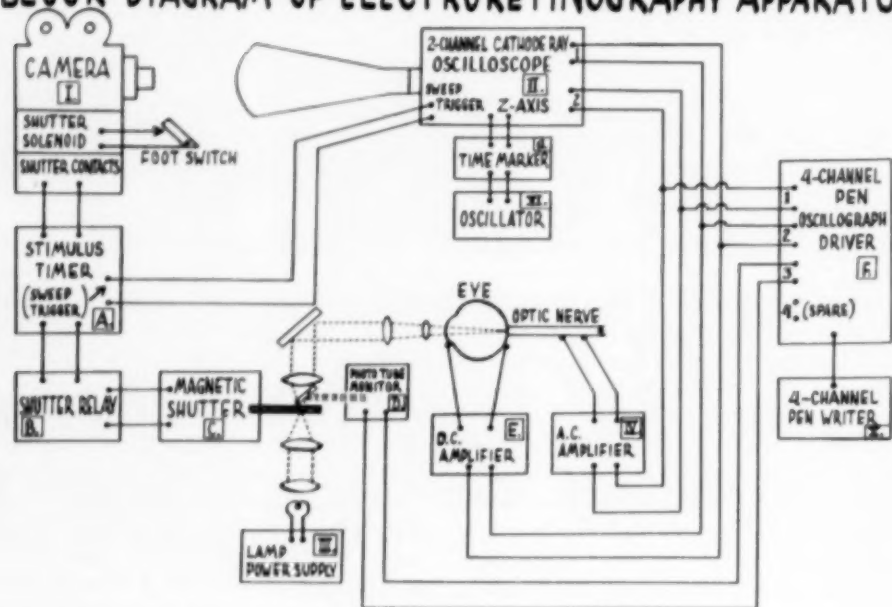 BLOCK DIAGRAM OF ELECTRORETINOGRAPHY APPARATU
CAMERA
I.
SHUTTER
SOLENOID
FOOT SWITCH
SHUTTER CONTACTS
2-CHANNEL CATHODE RAY
OSCILLOSCOPE
1
II.
SWEEP
TRIGGER
Z-AXIS
2
TIME MARKER
OSCILLATOR
VI.
4-CHANNEL
PEN
1
OSCILLOGRAPH
2
DRIVER
3
F.
4 (SPARE)
4-CHANNEL
PEN WRITER
STIMULUS
TIMER
(SWEEP
TRIGGER)
A.
EYE
OPTIC NERVE
SHUTTER RELAY
B.
MAGNETIC
SHUTTER
C.
PHOTO TUBE
MONITOR
D.
D.C.
AMPLIFIER
E.
A.C.
AMPLIFIER
IV.
LAMP
POWER SUPPLY
III.